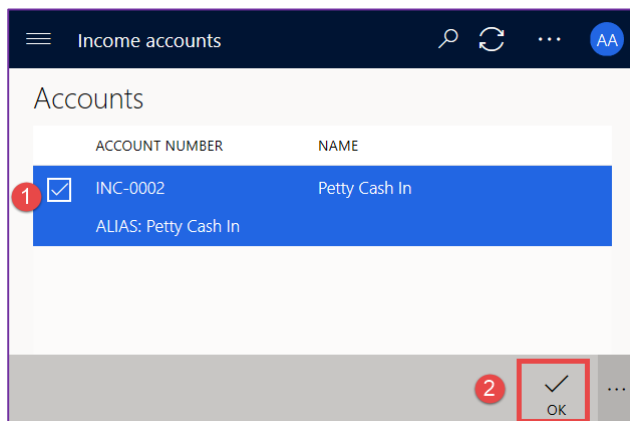 Income accounts
AA
Accounts
ACCOUNT NUMBER NAME
1
INC-0002 Petty Cash In
ALIAS: Petty Cash In
2
OK